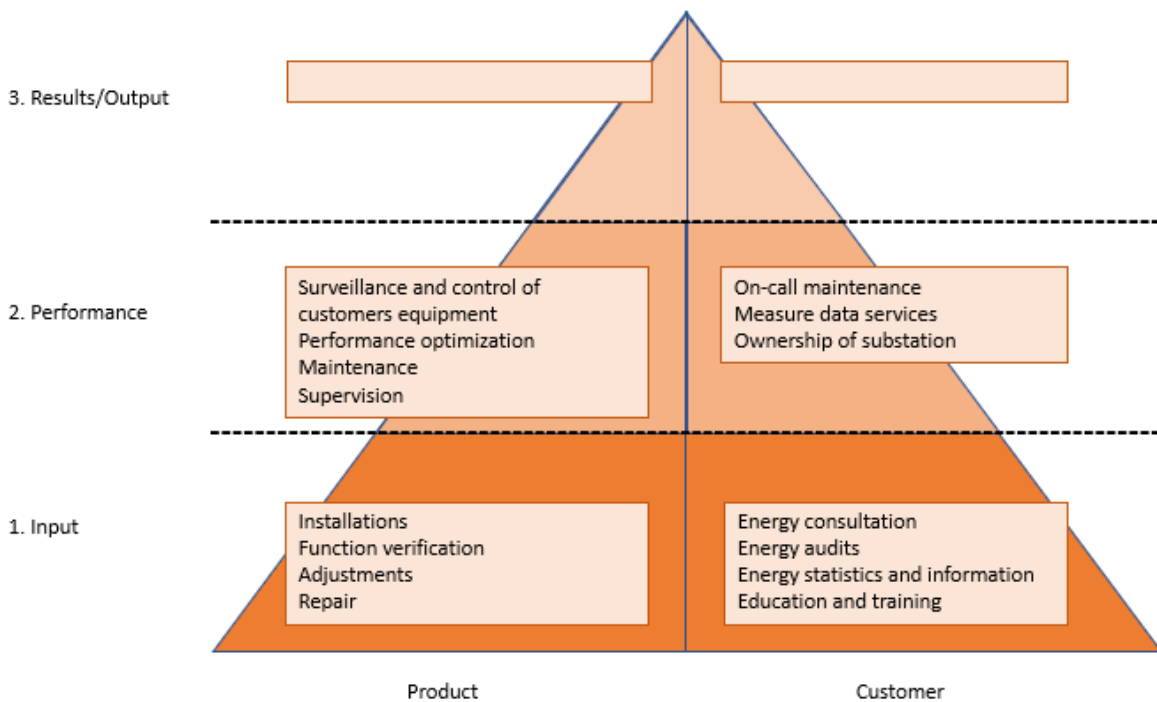 3. Results/Output
2. Performance
Surveillance and control of
customers equipment
Performance optimization
Maintenance
Supervision
On-call maintenance
Measure data services
Ownership of substation
1. Input
Installations
Function verification
Adjustments
Repair
Energy consultation
Energy audits
Energy statistics and information
Education and training
Product
Customer